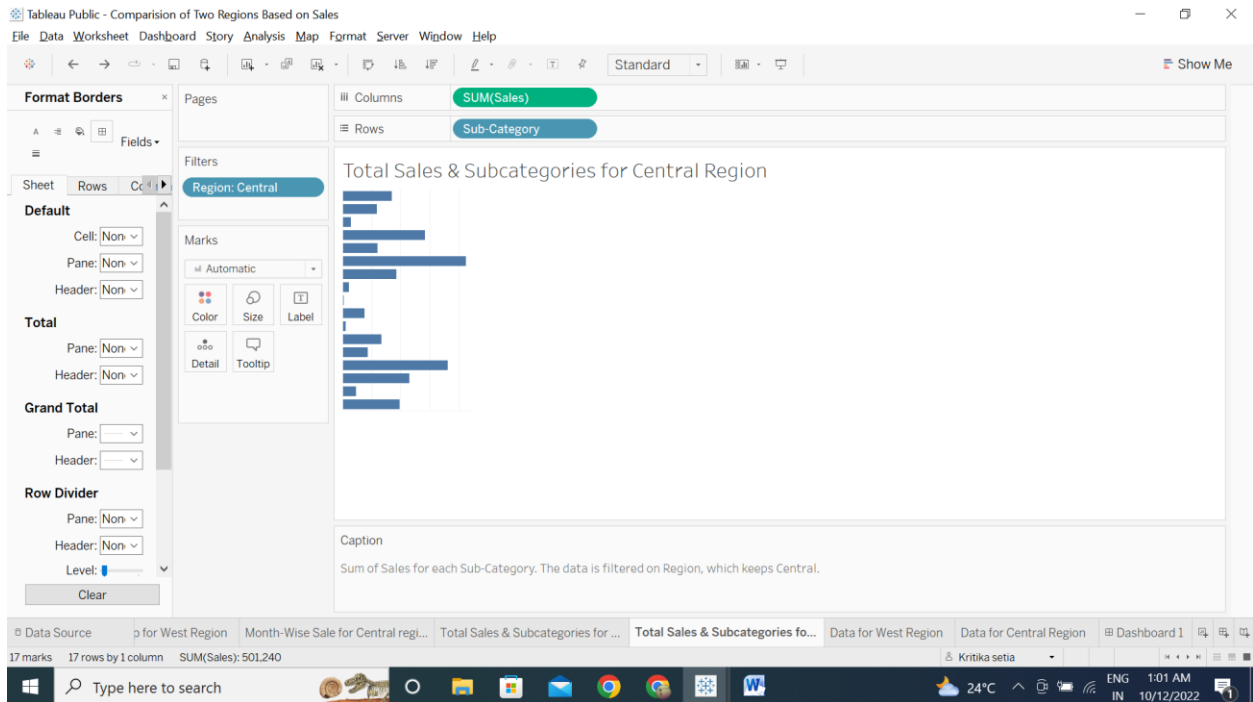 Tableau Public - Comparision of Two Regions Based on Sales
File Data Worksheet Dashboard Story Analysis Map Format Server Window Help
Standard
Show Me
Format Borders
Fields
Sheet Rows
Default
Cell: Non
Pane: Non
Header: Non
Total
Pane: Non
Header: Non
Grand Total
Pane:
Header:
Row Divider
Pane: Non
Header: Non
Level:
Clear
Pages
Filters
Region: Central
Marks
Automatic
Color Size Label
Detail Tooltip
Columns SUM(Sales)
Rows Sub-Category
Total Sales & Subcategories for Central Region
Caption
Sum of Sales for each Sub-Category. The data is filtered on Region, which keeps Central.
Data Source p for West Region Month-Wise Sale for Central regi... Total Sales & Subcategories for ... Total Sales & Subcategories fo... Data for West Region Data for Central Region Dashboard 1
17 marks 17 rows by 1 column SUM(Sales): 501,240 Kritika setia
Type here to search
24°C
ENG
IN
1:01 AM
10/12/2022
1